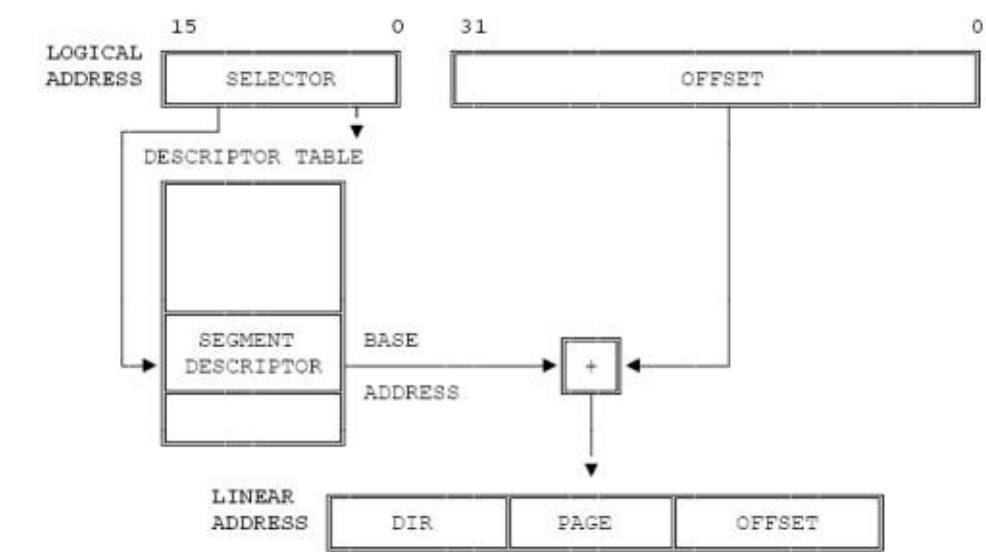 15 0 31 0
LOGICAL
ADDRESS SELECTOR OFFSET
DESCRIPTOR TABLE
SEGMENT BASE
DESCRIPTOR +
ADDRESS
LINEAR
ADDRESS DIR PAGE OFFSET